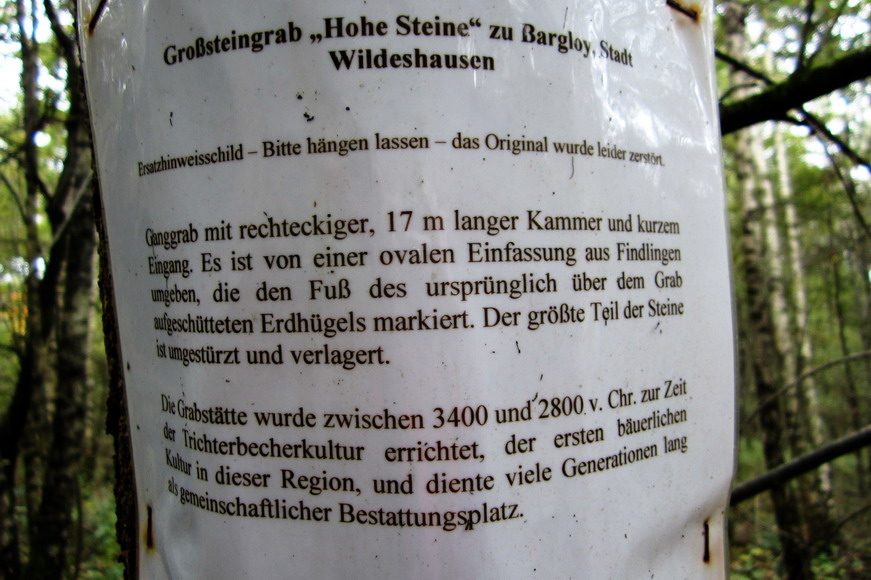 Großsteingrab „Hohe Steine“ zu Bargloy, Stadt
Wildeshausen
Ersatzhinweisschild – Bitte hängen lassen – das Original wurde leider zerstört.
Ganggrab mit rechteckiger, 17 m langer Kammer und kurzem
Eingang. Es ist von einer ovalen Einfassung aus Findlingen
umgeben, die den Fuß des ursprünglich über dem Grab
aufgeschütteten Erdhügels markiert. Der größte Teil der Steine
ist umgestürzt und verlagert.
Die Grabstätte wurde zwischen 3400 und 2800 v. Chr. zur Zeit
der Trichterbecherkultur errichtet, der ersten bäuerlichen
Kultur in dieser Region, und diente viele Generationen lang
als gemeinschaftlicher Bestattungsplatz.